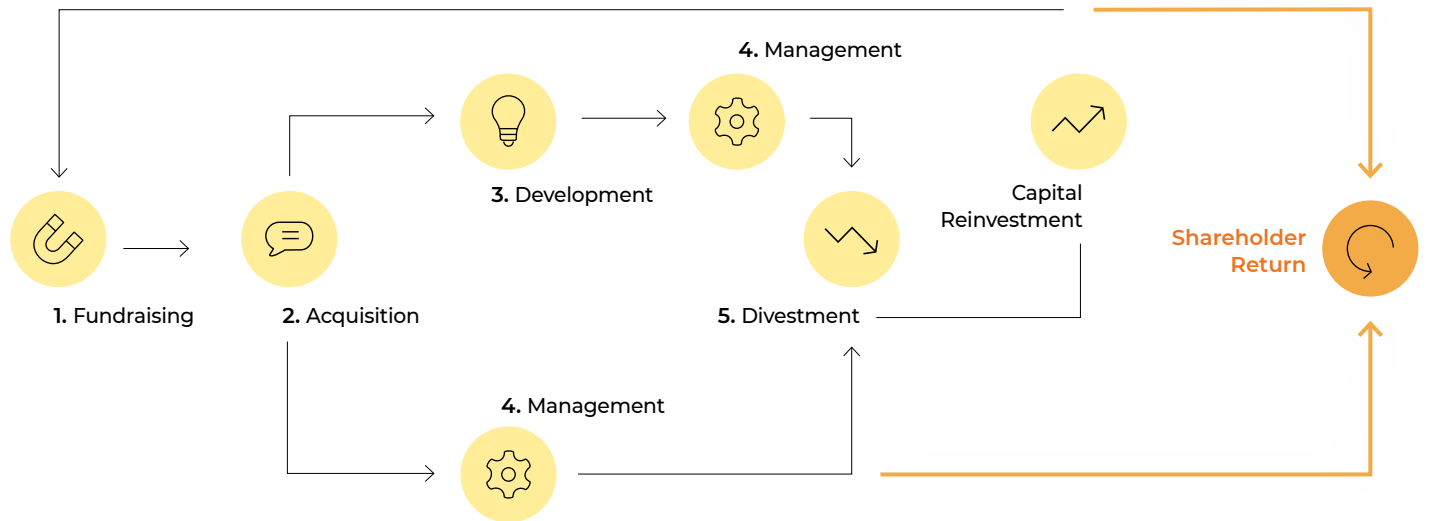 4. Management
3. Development
Capital
Reinvestment
Shareholder
Return
1. Fundraising
2. Acquisition
5. Divestment
4. Management